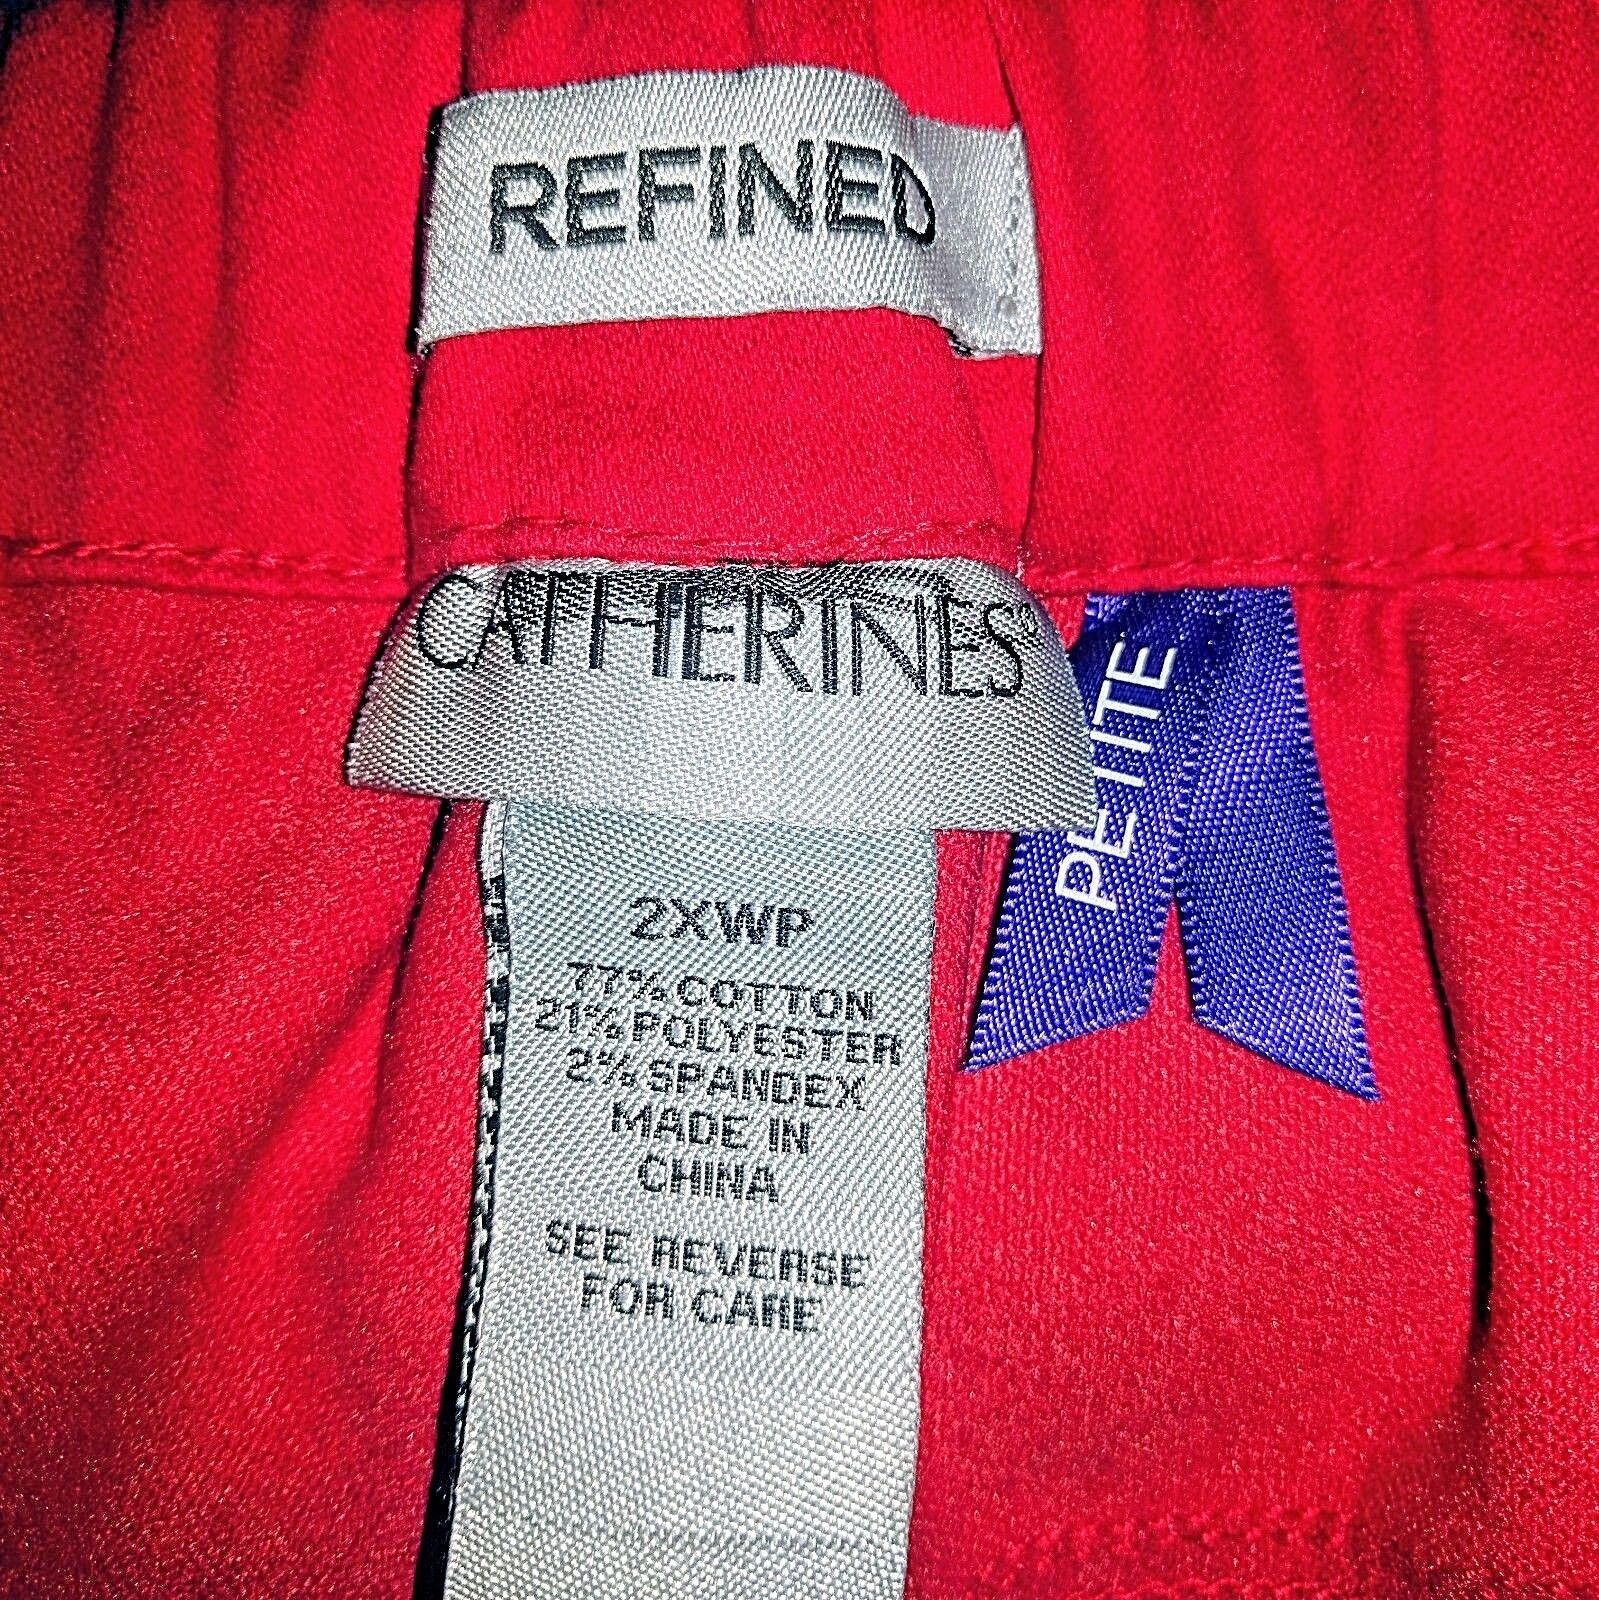 REFINED
CATHERINES®
PETITE
2XWP
77% COTTON
21% POLYESTER
2% SPANDEX
MADE IN
CHINA
SEE REVERSE
FOR CARE